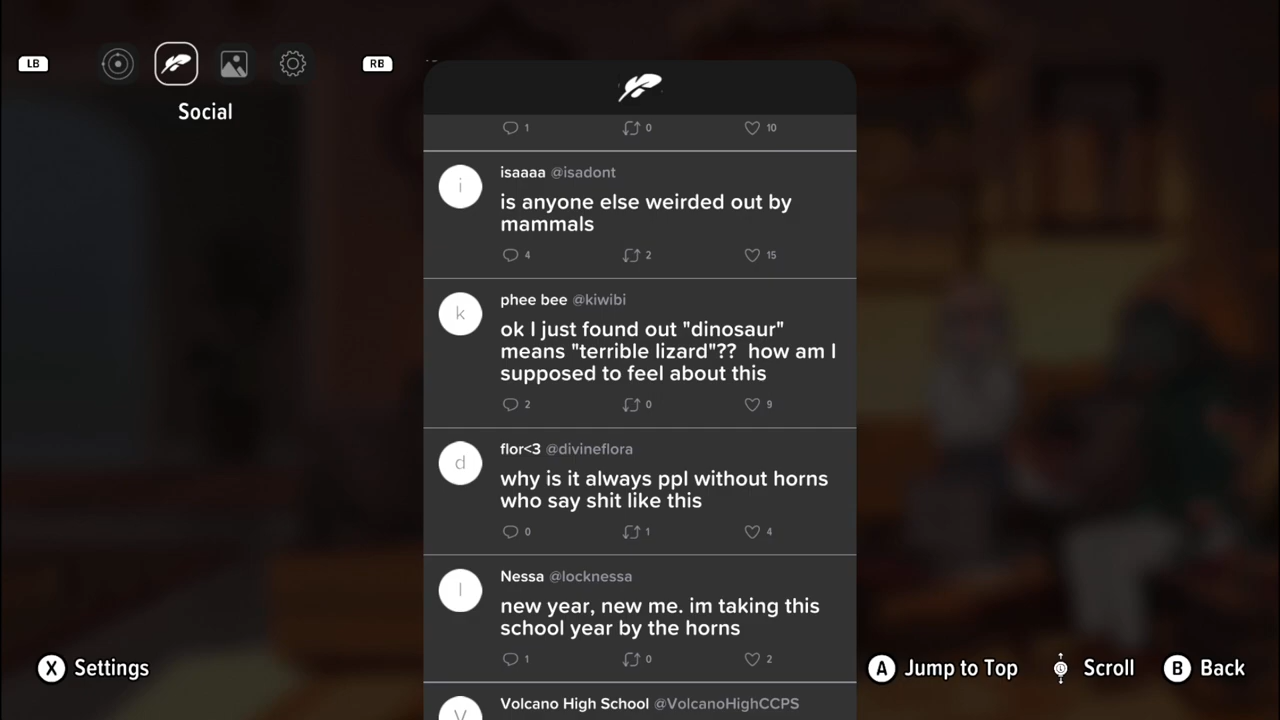 LB
RB
Social
1 0 10
i
isaaaa @isadont
is anyone else weirded out by
mammals
4 2 15
k
phee bee @kiwibi
ok I just found out "dinosaur"
means "terrible lizard"?? how am I
supposed to feel about this
2 0 9
d
flor<3 @divineflora
why is it always ppl without horns
who say shit like this
0 1 4
l
Nessa @locknessa
new year, new me. im taking this
school year by the horns
1 0 2
V
Volcano High School @VolcanoHighCCPS
X Settings
A Jump to Top
Scroll
B Back